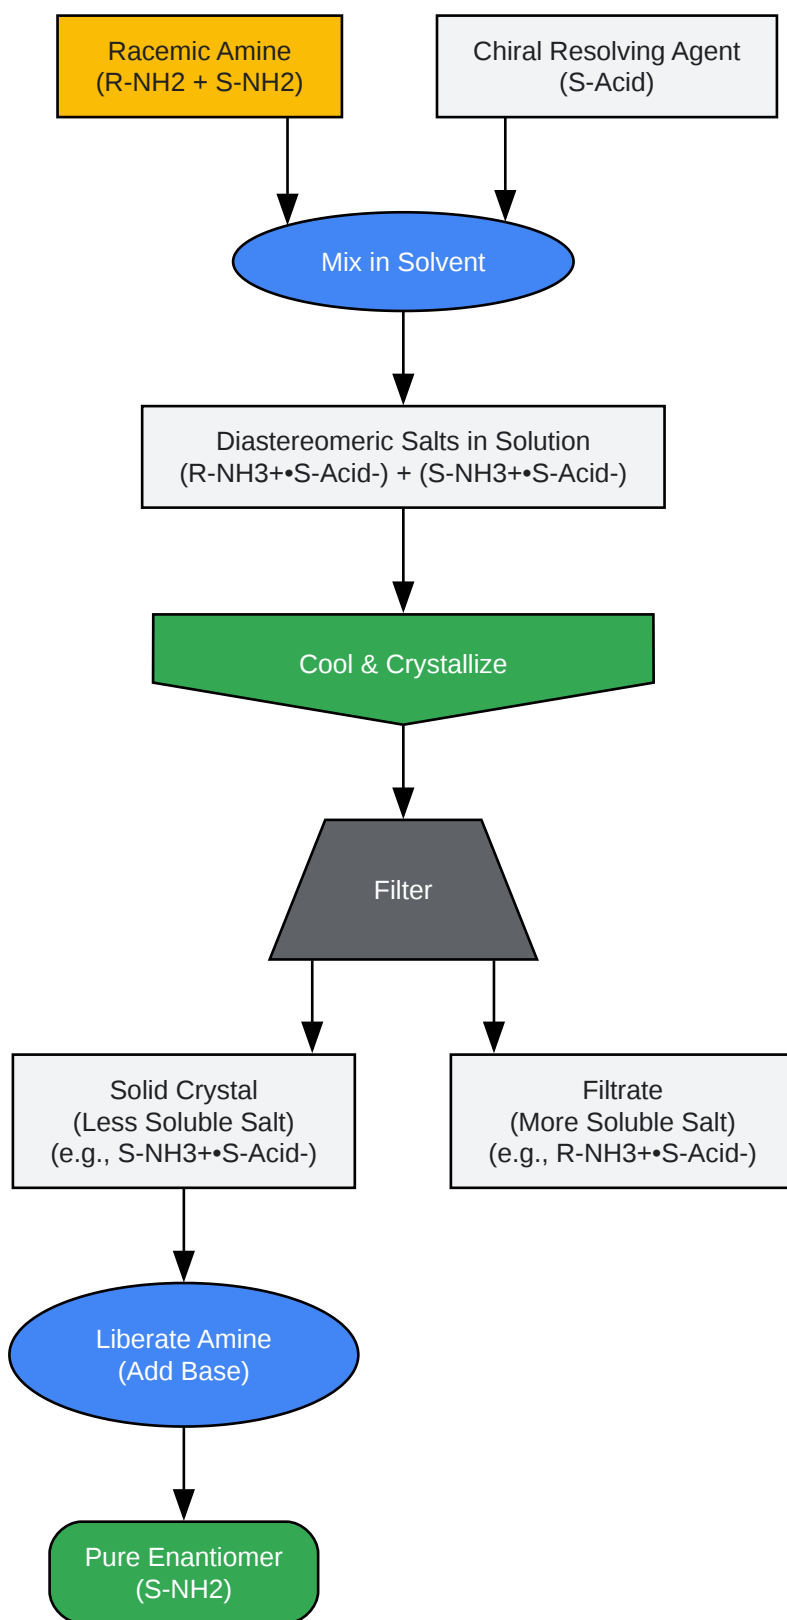 Racemic Amine
(R-NH2 + S-NH2)
Chiral Resolving Agent
(S-Acid)
Mix in Solvent
Diastereomeric Salts in Solution
(R-NH3+•S-Acid-) + (S-NH3+•S-Acid-)
Cool & Crystallize
Filter
Solid Crystal
(Less Soluble Salt)
(e.g., S-NH3+•S-Acid-)
Filtrate
(More Soluble Salt)
(e.g., R-NH3+•S-Acid-)
Liberate Amine
(Add Base)
Pure Enantiomer
(S-NH2)